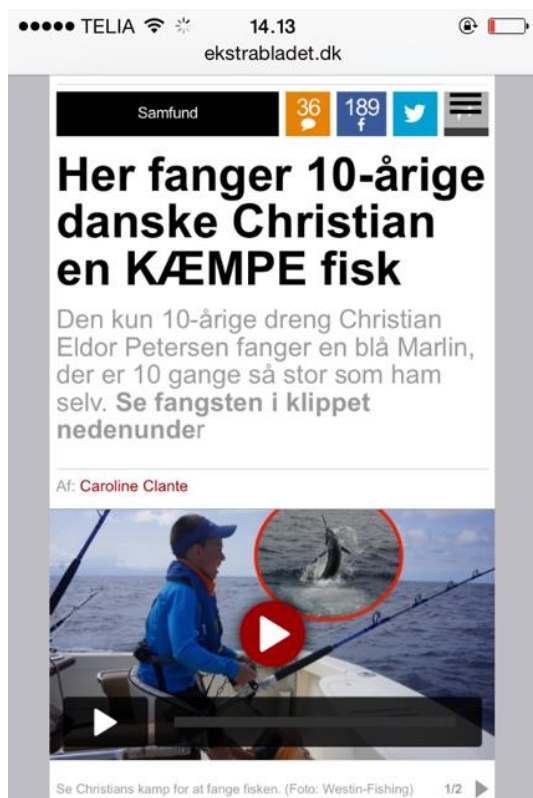 TELIA 14.13
ekstrabladet.dk
Samfund 36 189
Her fanger 10-årige
danske Christian
en KÆMPE fisk
Den kun 10-årige dreng Christian
Eldor Petersen fanger en blå Marlin,
der er 10 gange så stor som ham
selv. Se fangsten i klippet
nedenunder
Af: Caroline Clante
Se Christians kamp for at fange fisken. (Foto: Westin-Fishing) 1/2